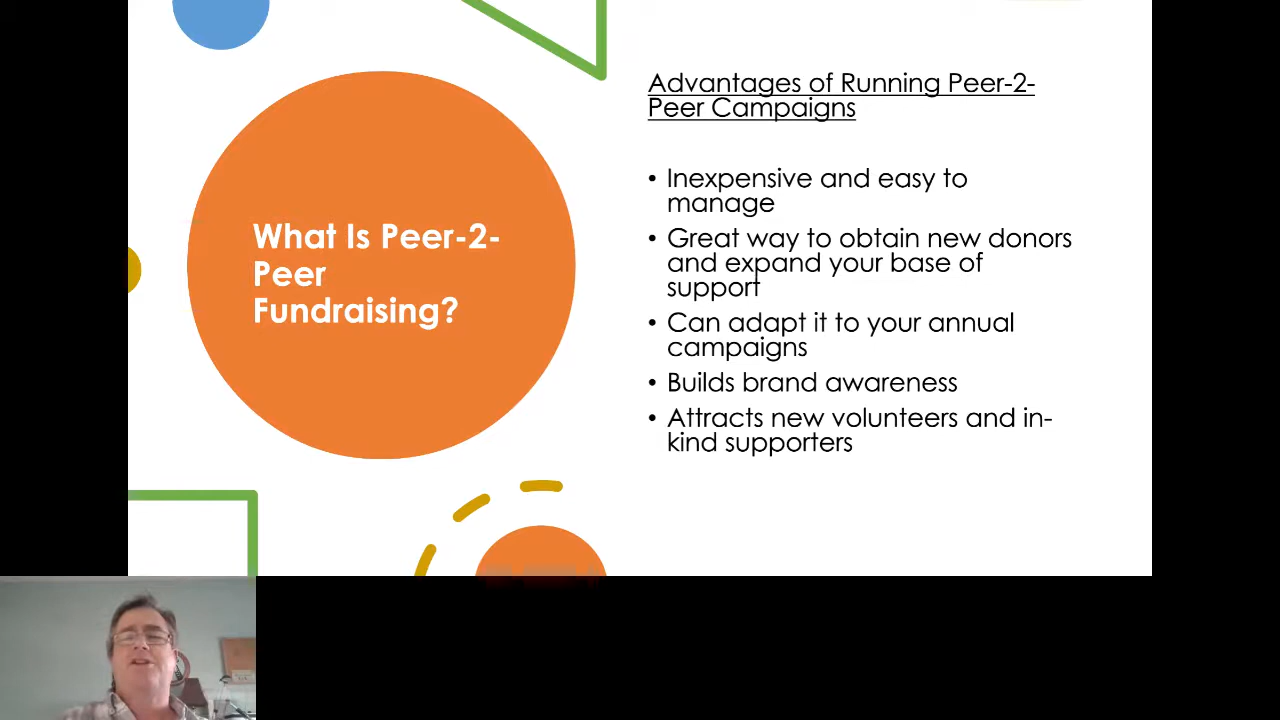 What Is Peer-2-
Peer
Fundraising?
Advantages of Running Peer-2-
Peer Campaigns
• Inexpensive and easy to
manage
• Great way to obtain new donors
and expand your base of
support
• Can adapt it to your annual
campaigns
• Builds brand awareness
• Attracts new volunteers and in-
kind supporters